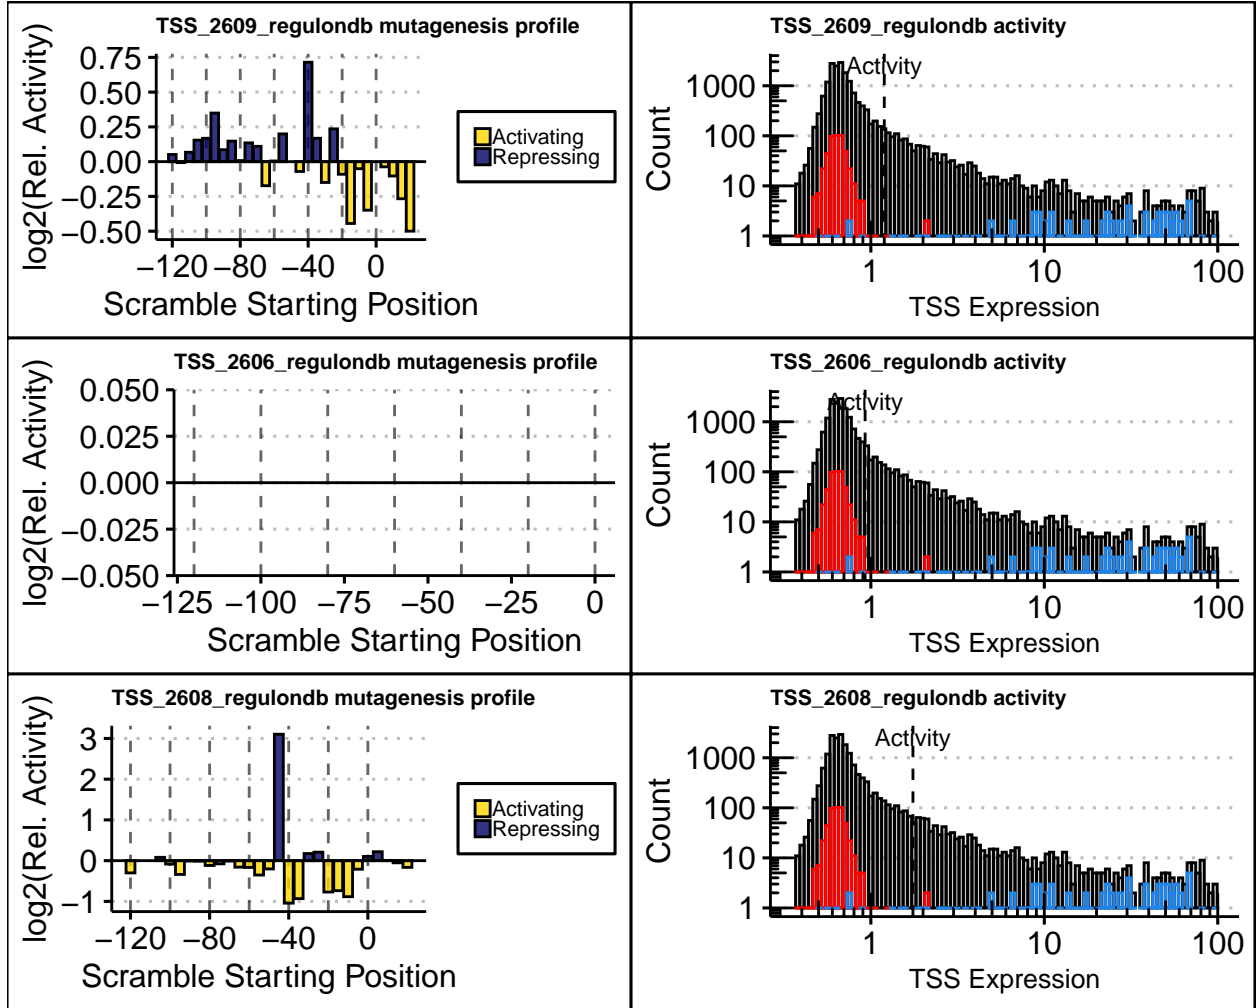 TSS_2609_regulondb mutagenesis profile
log2(Rel. Activity)
0.75
0.50
0.25
0.00
−0.25
−0.50
−120 −80 −40 0
Scramble Starting Position
Activating
Repressing
TSS_2609_regulondb activity
Activity
Count
1000
100
10
1
1 10 100
TSS Expression
TSS_2606_regulondb mutagenesis profile
log2(Rel. Activity)
0.050
0.025
0.000
−0.025
−0.050
−125 −100 −75 −50 −25 0
Scramble Starting Position
TSS_2606_regulondb activity
Activity
Count
1000
100
10
1
1 10 100
TSS Expression
TSS_2608_regulondb mutagenesis profile
log2(Rel. Activity)
3
2
1
0
−1
−120 −80 −40 0
Scramble Starting Position
Activating
Repressing
TSS_2608_regulondb activity
Activity
Count
1000
100
10
1
1 10 100
TSS Expression